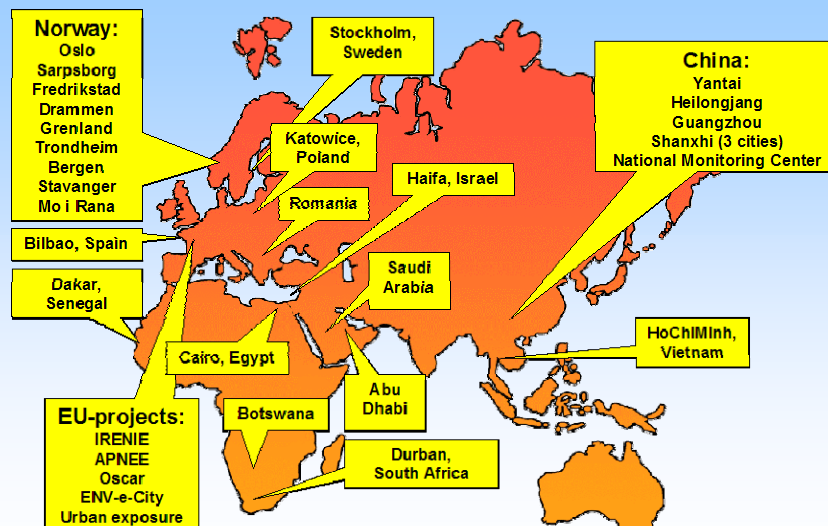 Norway:
Oslo
Sarpsborg
Fredrikstad
Drammen
Grenland
Trondheim
Bergen
Stavanger
Mo i Rana
Stockholm,
Sweden
China:
Yantai
Heilongjang
Guangzhou
Shanxhi (3 cities)
National Monitoring Center
Katowice,
Poland
Haifa, Israel
Romania
Bilbao, Spain
Saudi
Arabia
Dakar,
Senegal
HoChIMInh,
Vietnam
Cairo, Egypt
Abu
Dhabi
EU-projects:
IRENIE
APNEE
Oscar
ENV-e-City
Urban exposure
Botswana
Durban,
South Africa